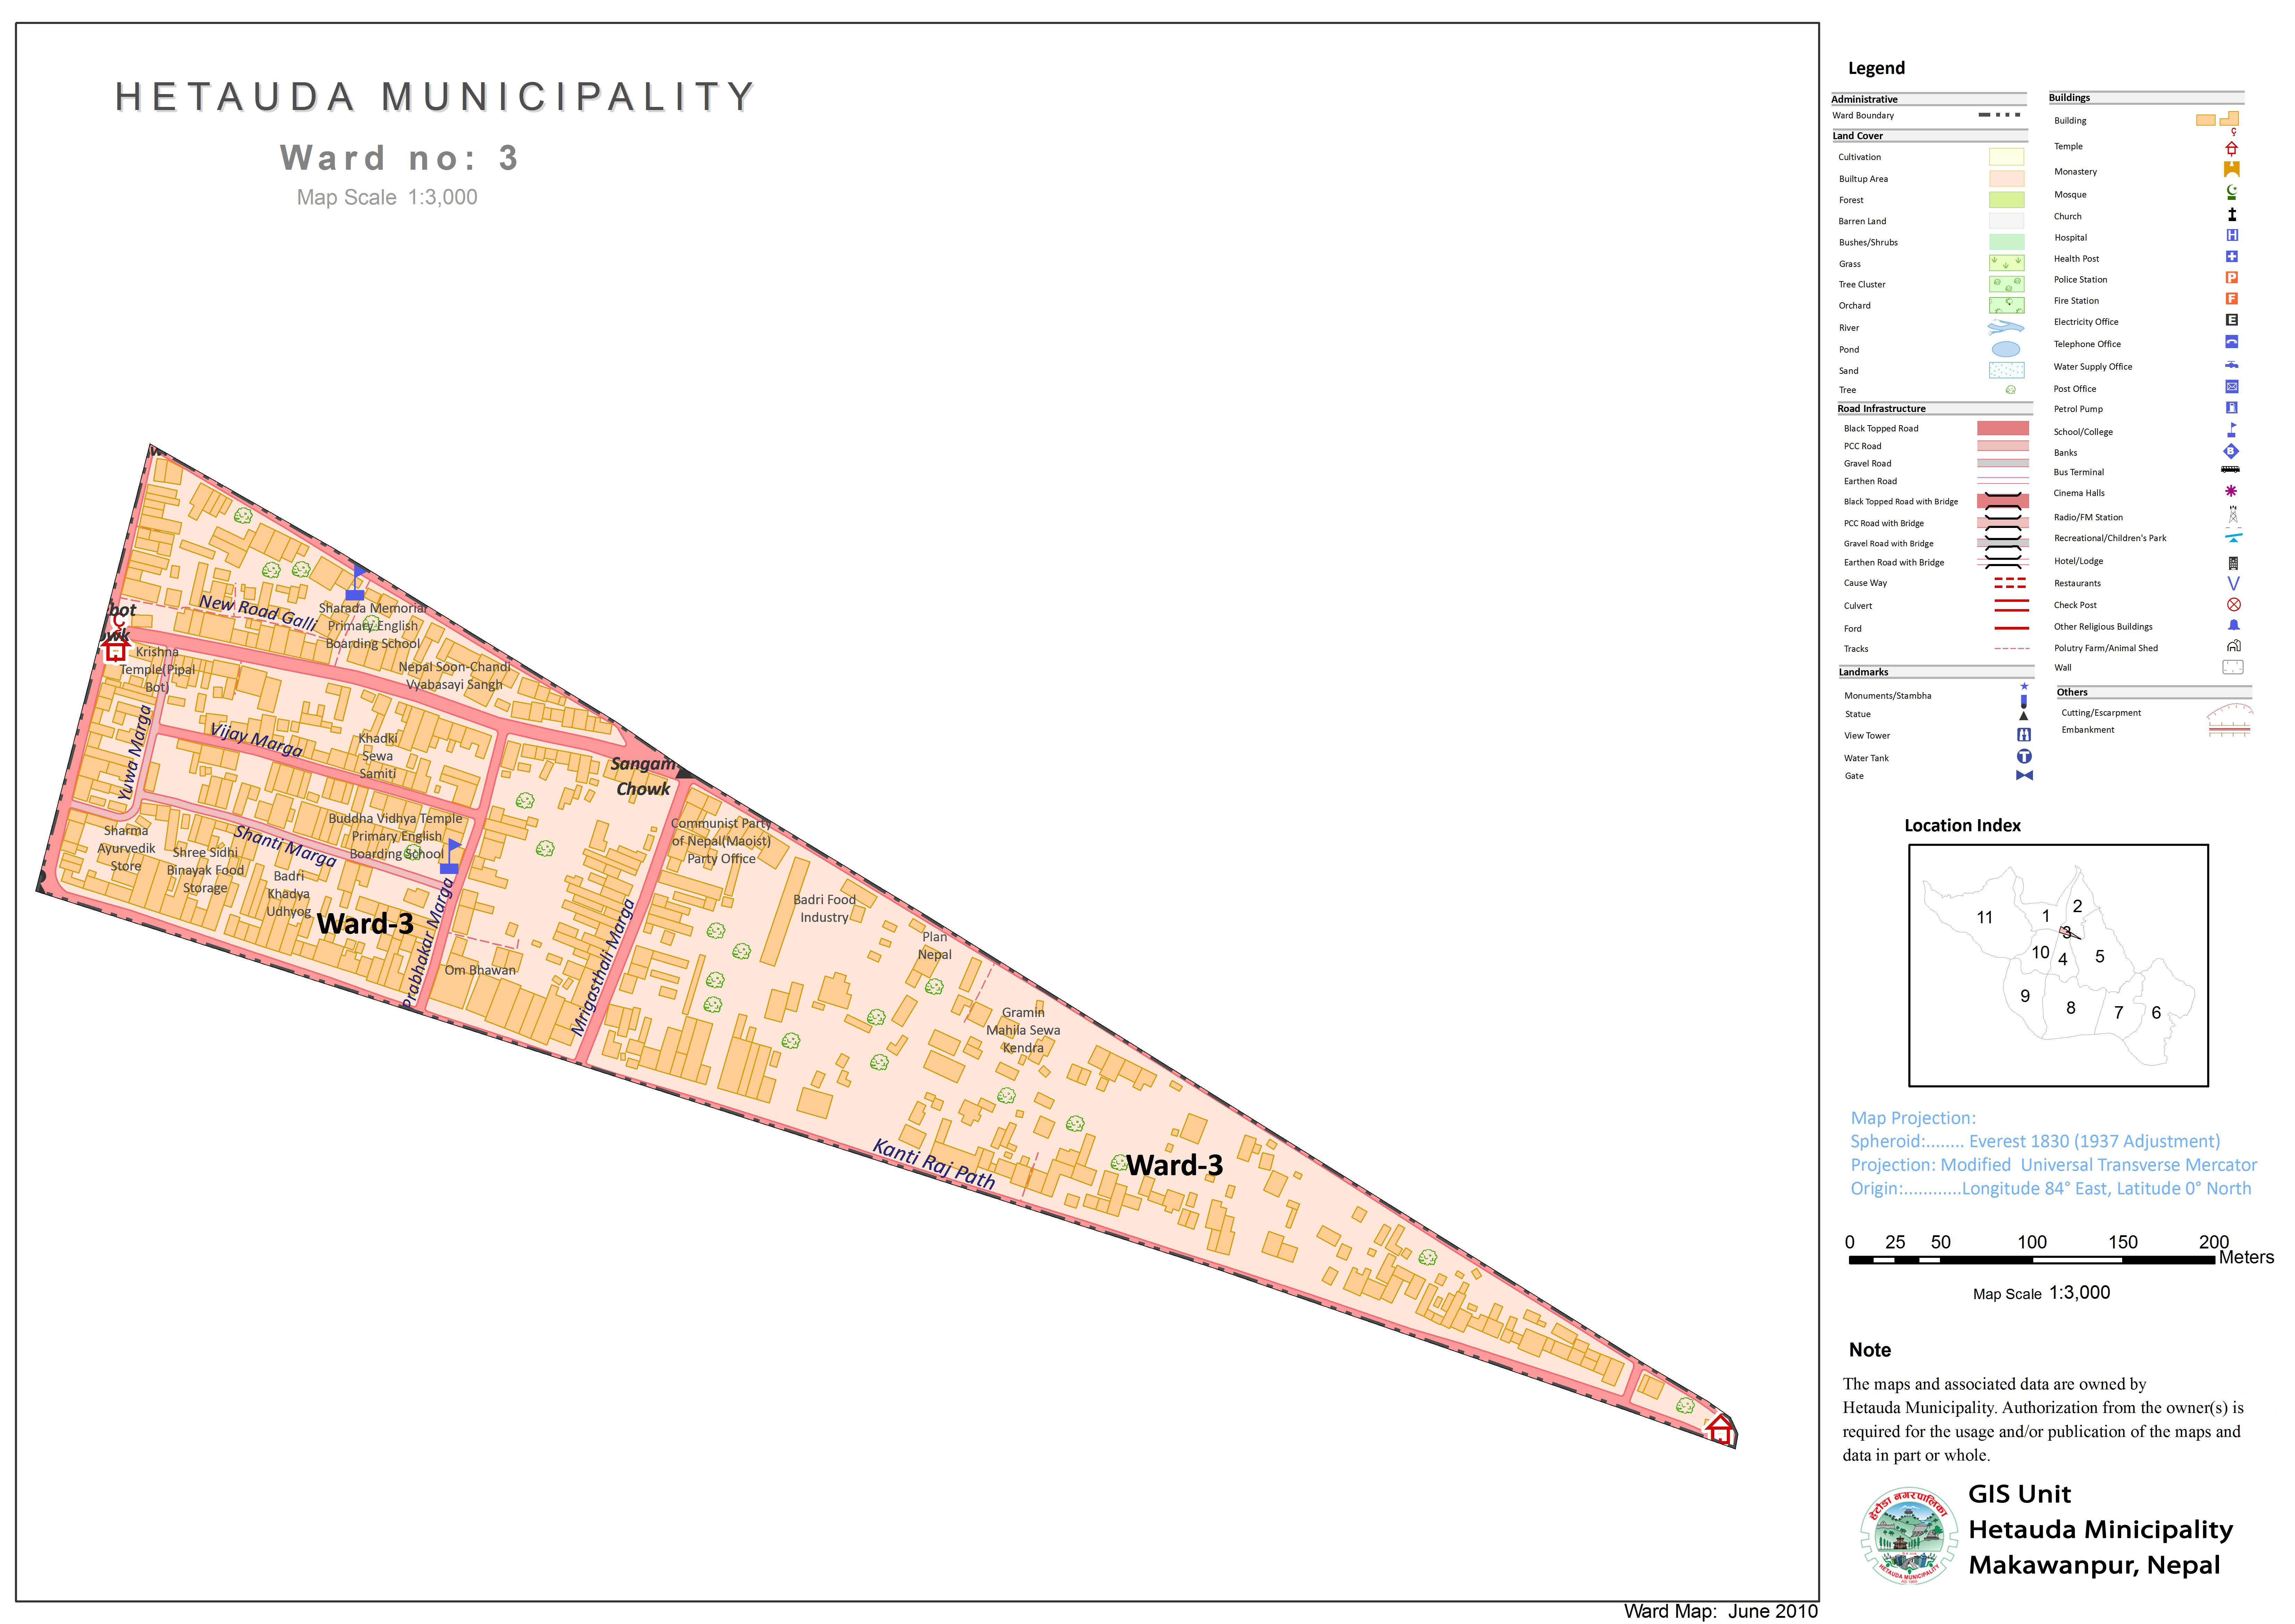 HETAUDA MUNICIPALITY
Ward no: 3
Map Scale 1:3,000
New Road Galli
Sharada Memorial
Primary English
Boarding School
bot
owk
Krishna
Temple(Pipal
Bot)
Nepal Soon-Chandi
Vyabasayi Sangh
Yuwa Marga
Vijay Marga
Khadki
Sewa
Samiti
Sangam
Chowk
Buddha Vidhya Temple
Primary English
Boarding School
Communist Party
of Nepal(Maoist)
Party Office
Sharma
Ayurvedik
Store
Shanti Marga
Shree Sidhi
Binayak Food
Storage
Badri
Khadya
Udhyog
Ward-3
Prabhakar Marga
Om Bhawan
Mrigasthali Marga
Badri Food
Industry
Plan
Nepal
Gramin
Mahila Sewa
Kendra
Kanti Raj Path
Ward-3
Legend
Administrative
Ward Boundary
Land Cover
Cultivation
Builtup Area
Forest
Barren Land
Bushes/Shrubs
Grass
Tree Cluster
Orchard
River
Pond
Sand
Tree
Road Infrastructure
Black Topped Road
PCC Road
Gravel Road
Earthen Road
Black Topped Road with Bridge
PCC Road with Bridge
Gravel Road with Bridge
Earthen Road with Bridge
Cause Way
Culvert
Ford
Tracks
Landmarks
Monuments/Stambha
Statue
View Tower
Water Tank
Gate
Buildings
Building
Temple
Monastery
Mosque
Church
Hospital
Health Post
Police Station
Fire Station
Electricity Office
Telephone Office
Water Supply Office
Post Office
Petrol Pump
School/College
Banks
Bus Terminal
Cinema Halls
Radio/FM Station
Recreational/Children's Park
Hotel/Lodge
Restaurants
Check Post
Other Religious Buildings
Polutry Farm/Animal Shed
Wall
Others
Cutting/Escarpment
Embankment
Location Index
11
1
2
3
10
4
5
9
8
7
6
Map Projection:
Spheroid:........ Everest 1830 (1937 Adjustment)
Projection: Modified Universal Transverse Mercator
Origin:............Longitude 84° East, Latitude 0° North
0 25 50 100 150 200
Meters
Map Scale 1:3,000
Note
The maps and associated data are owned by
Hetauda Municipality. Authorization from the owner(s) is
required for the usage and/or publication of the maps and
data in part or whole.
हेटौडा नगरपालिका
HETAUDA MUNICIPALITY
GIS Unit
Hetauda Minicipality
Makawanpur, Nepal
Ward Map: June 2010